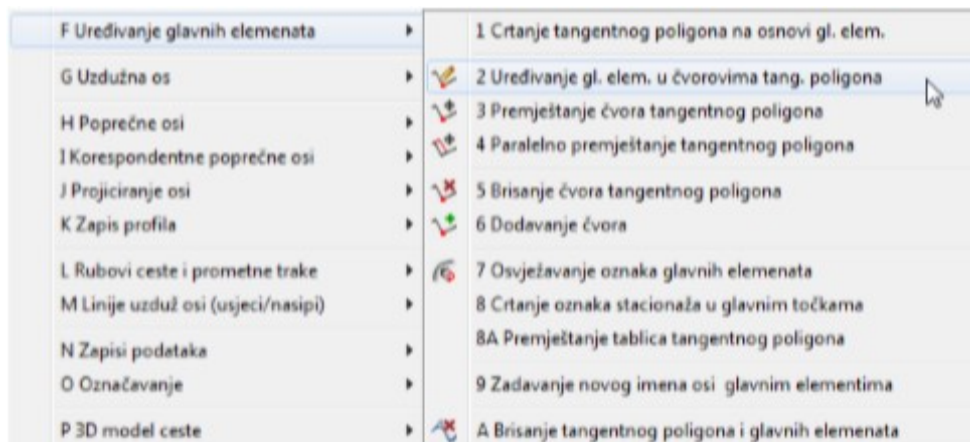 F Uređivanje glavnih elemenata
G Uzdužna os
H Poprečne osi
I Korespondentne poprečne osi
J Projiciranje osi
K Zapis profila
L Rubovi ceste i prometne trake
M Linije uzduž osi (usjeci/nasipi)
N Zapisi podataka
O Označavanje
P 3D model ceste
1 Crtanje tangentnog poligona na osnovi gl. elem.
2 Uređivanje gl. elem. u čvorovima tang. poligona
3 Premještanje čvora tangentnog poligona
4 Paralelno premještanje tangentnog poligona
5 Brisanje čvora tangentnog poligona
6 Dodavanje čvora
7 Osvježavanje oznaka glavnih elemenata
8 Crtanje oznaka stacionaža u glavnim točkama
8A Premještanje tablica tangentnog poligona
9 Zadavanje novog imena osi glavnim elementima
A Brisanje tangentnog poligona i glavnih elemenata